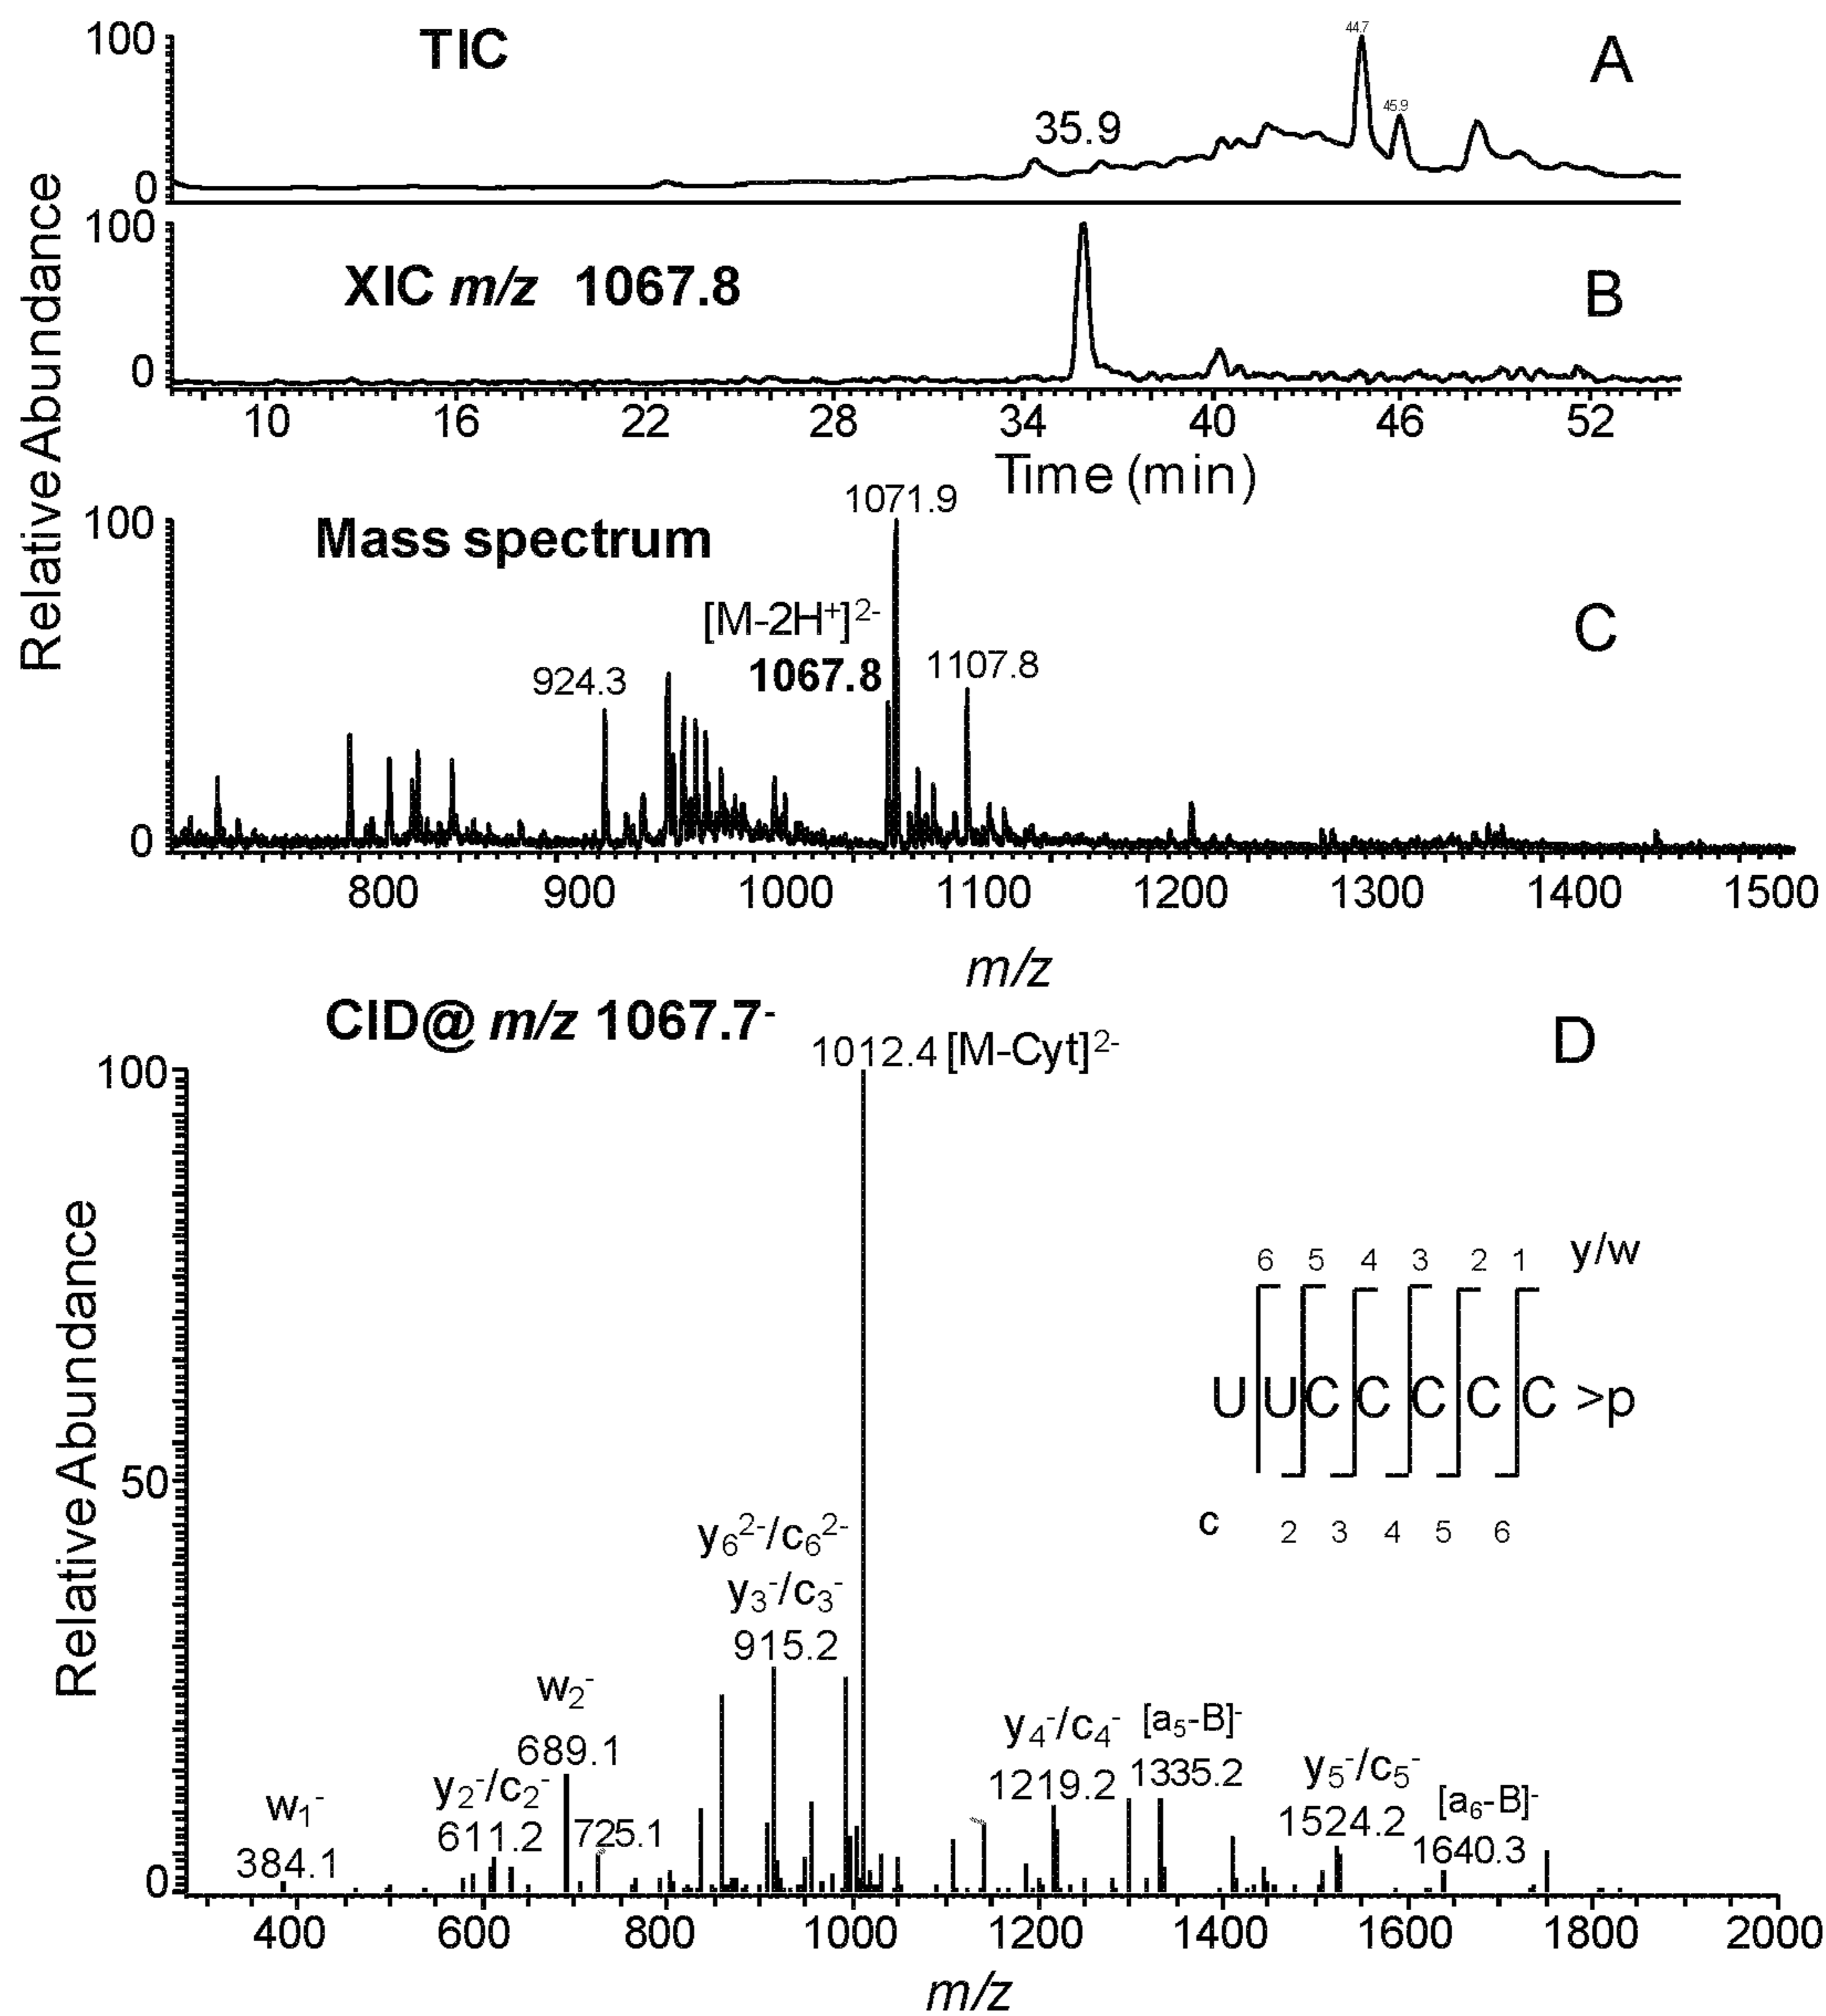 TIC
A
100
0
35.9
44.7
45.9
Relative Abundance
XIC m/z 1067.8
B
100
0
10 16 22 28 34 40 46 52
Time (min)
Mass spectrum
C
100
0
924.3
[M-2H⁺]²⁻
1067.8
1071.9
1107.8
800 900 1000 1100 1200 1300 1400 1500
m/z
CID@ m/z 1067.7⁻
D
1012.4 [M-Cyt]²⁻
100
50
0
Relative Abundance
6 5 4 3 2 1 y/w
U U C C C C C >p
c 2 3 4 5 6
y₆²⁻/c₆²⁻
y₃⁻/c₃⁻
915.2
w₂⁻
689.1
y₂⁻/c₂⁻
611.2
725.1
w₁⁻
384.1
y₄⁻/c₄⁻
1219.2
[a₅-B]⁻
1335.2
y₅⁻/c₅⁻
1524.2
[a₆-B]⁻
1640.3
400 600 800 1000 1200 1400 1600 1800 2000
m/z